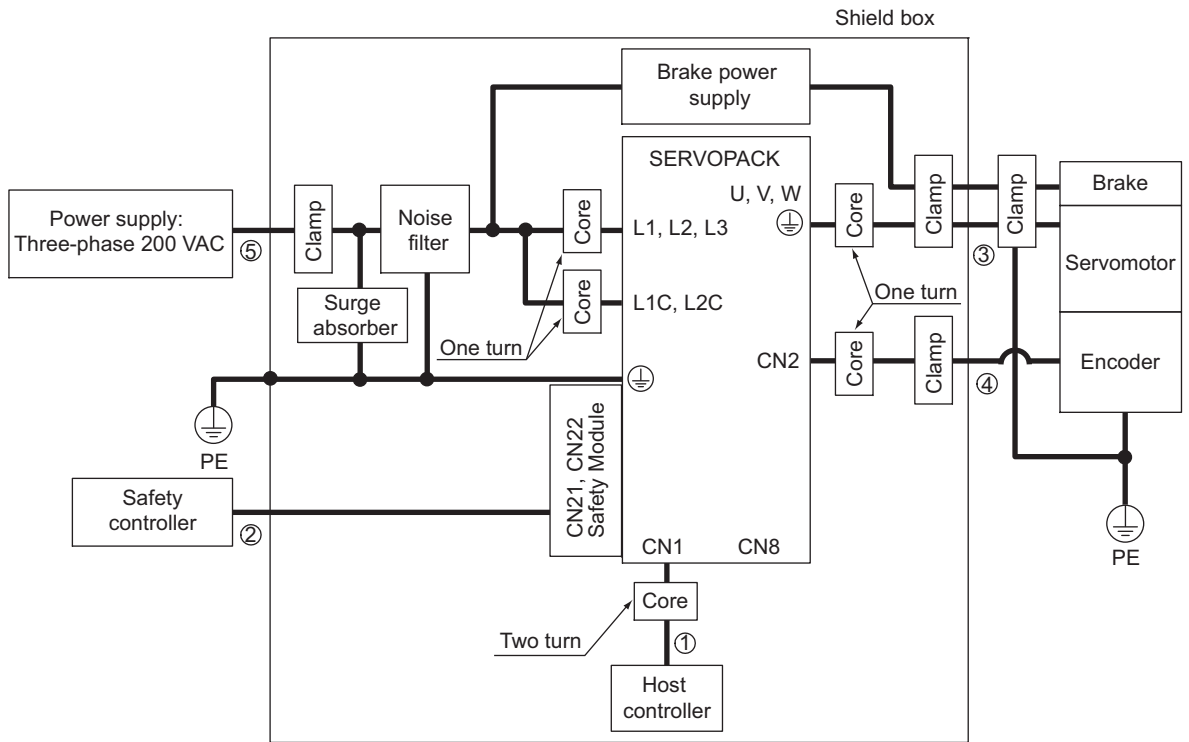 Shield box
Brake power
supply
SERVOPACK
U, V, W
Power supply:
Three-phase 200 VAC
⑤
Clamp
Noise
filter
Core
L1, L2, L3
Core
Clamp
Clamp
Brake
③
Servomotor
Surge
absorber
Core
L1C, L2C
One turn
One turn
CN2
Core
Clamp
④
Encoder
PE
CN21, CN22
Safety Module
Safety
controller
②
PE
CN1
CN8
Core
Two turn
①
Host
controller